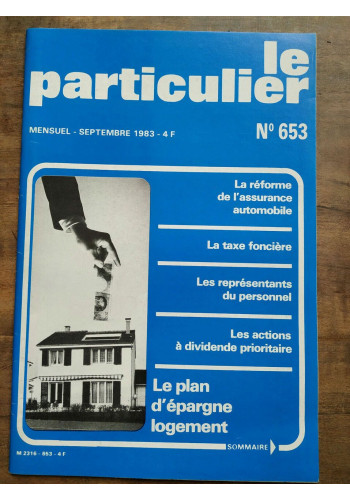 le
particulier
MENSUEL - SEPTEMBRE 1983 - 4 F
N° 653
La réforme
de l'assurance
automobile
La taxe foncière
Les représentants
du personnel
Les actions
à dividende prioritaire
Le plan
d'épargne
logement
SOMMAIRE
M 2316 - 653 - 4 F